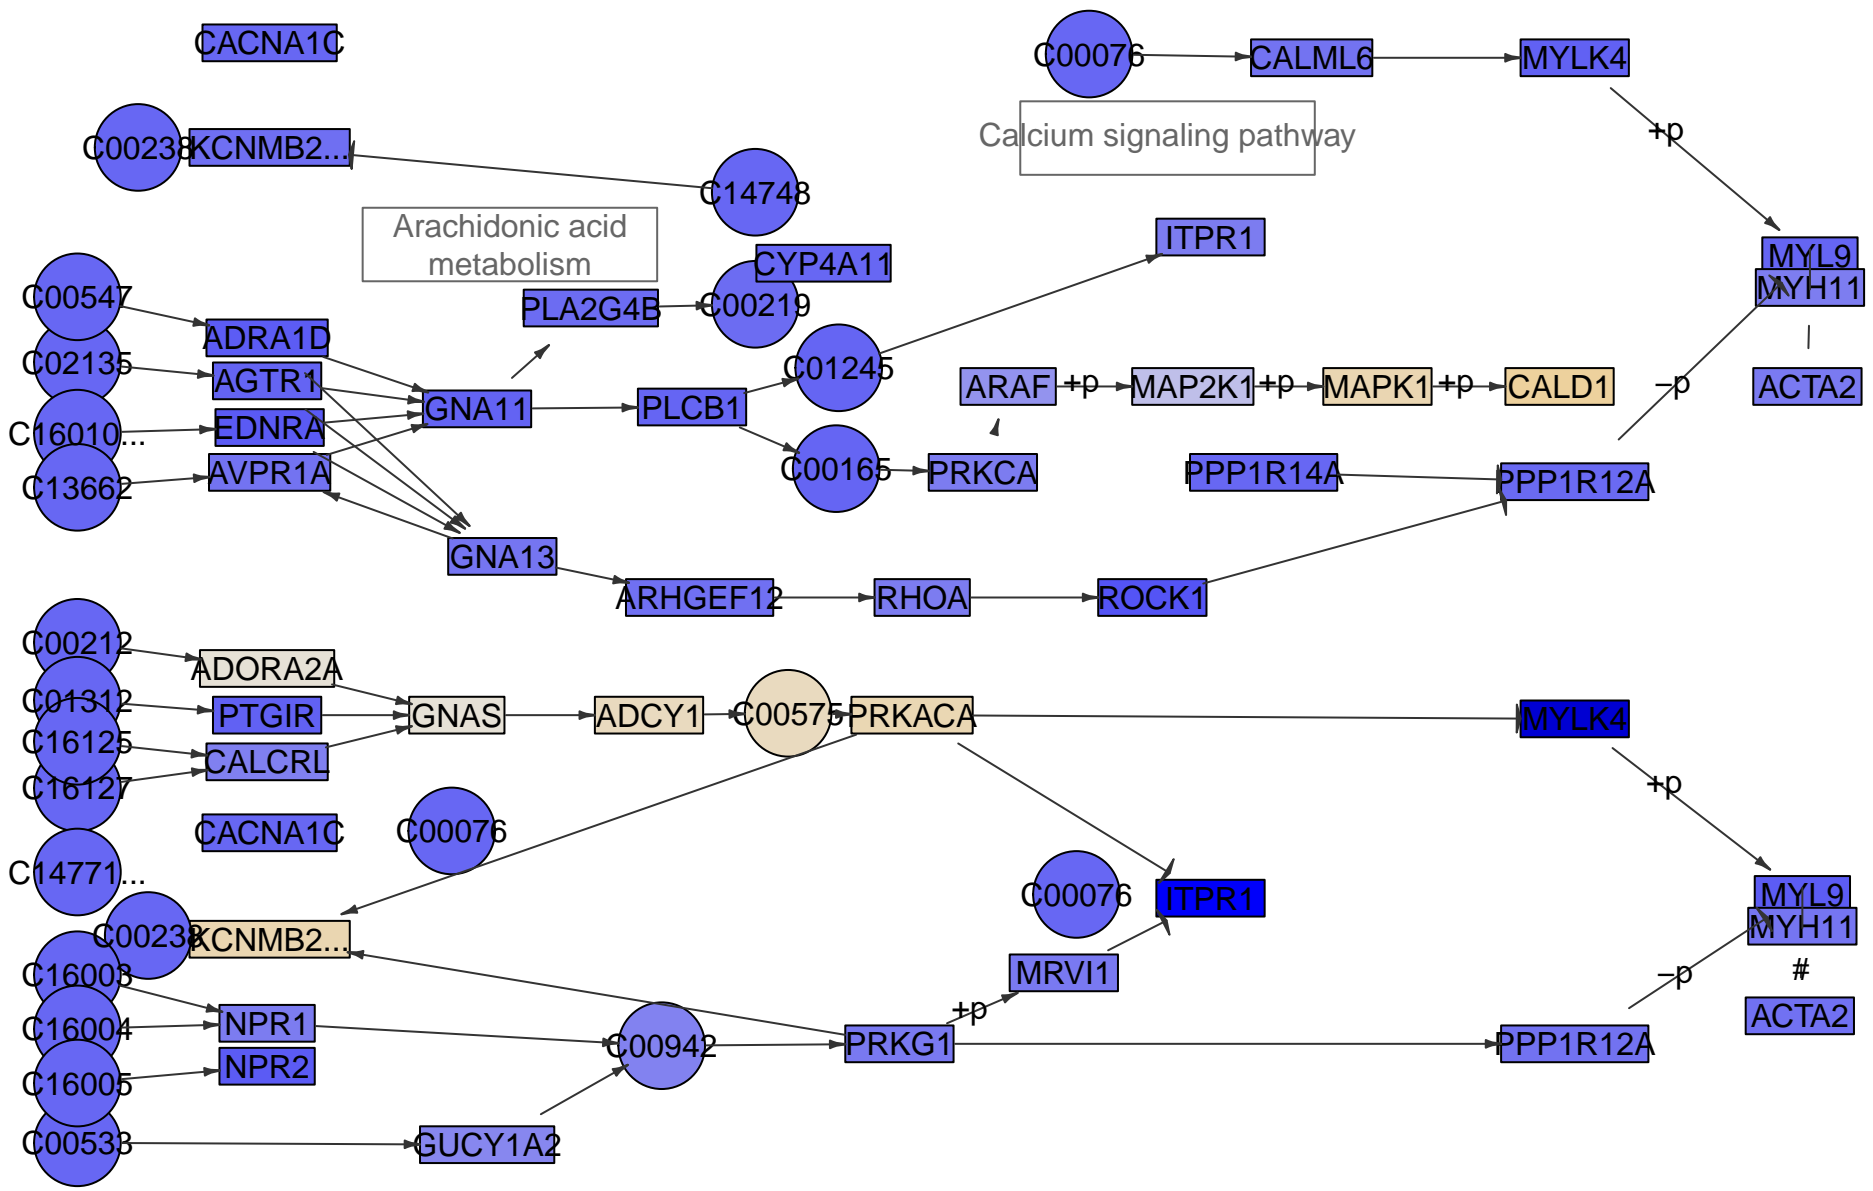 CACNA1C
C00076
CALML6
MYLK4
+p
C00238
KCNMB2...
Calcium signaling pathway
C14748
Arachidonic acid
metabolism
ITPR1
CYP4A11
MYL9
MYH11
C00547
PLA2G4B
C00219
ADRA1D
C02135
AGTR1
C01245
ARAF
+p
MAP2K1
+p
MAPK1
+p
CALD1
–p
ACTA2
GNA11
PLCB1
C16010...
EDNRA
C13662
AVPR1A
C00165
PRKCA
PPP1R14A
PPP1R12A
GNA13
ARHGEF12
RHOA
ROCK1
C00212
ADORA2A
C01312
PTGIR
GNAS
ADCY1
C00575
PRKACA
MYLK4
C16125
CALCRL
C16127
+p
CACNA1C
C00076
C14771...
C00076
ITPR1
MYL9
MYH11
C00238
KCNMB2...
C16003
MRVI1
–p
#
+p
ACTA2
C16004
NPR1
C00942
PRKG1
PPP1R12A
NPR2
C16005
C00533
GUCY1A2